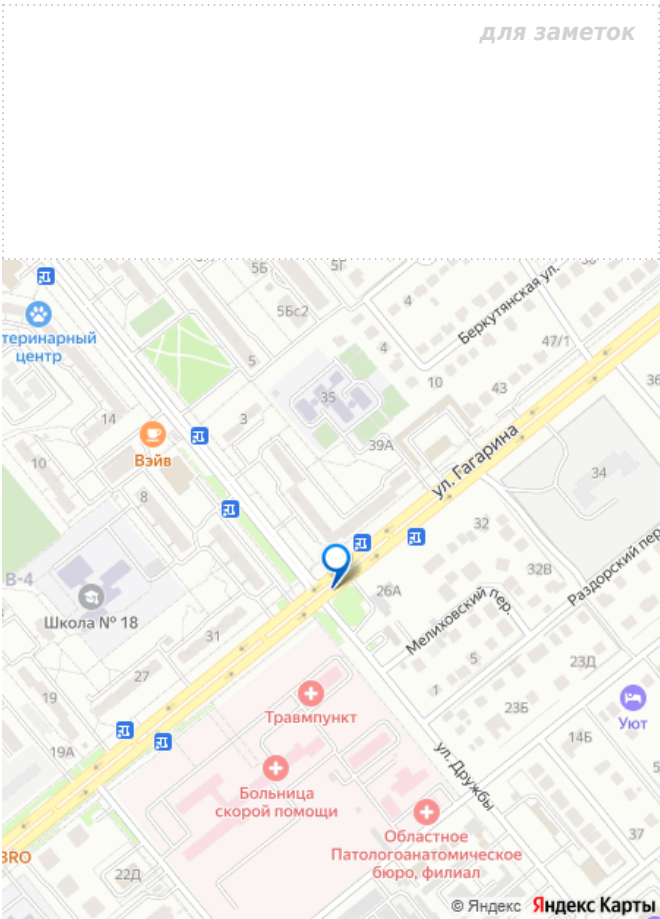 для заметок
5Б
5Г
5Бс2
4
Беркутянская ул.
теринарный
центр
47/1
5
4
35
10
43
36
14
3
39А
Вэйв
ул. Гагарина
10
34
8
32
В-4
32В
26А
Раздорский пер.
Школа № 18
Мелиховский пер.
31
5
23Д
27
1
19
Травмпункт
23Б
Уют
14Б
19А
ул. Дружбы
5
Больница
скорой помощи
37
Областное
Патологоанатомическое
бюро, филиал
BRO
22Д
© Яндекс Яндекс Карты